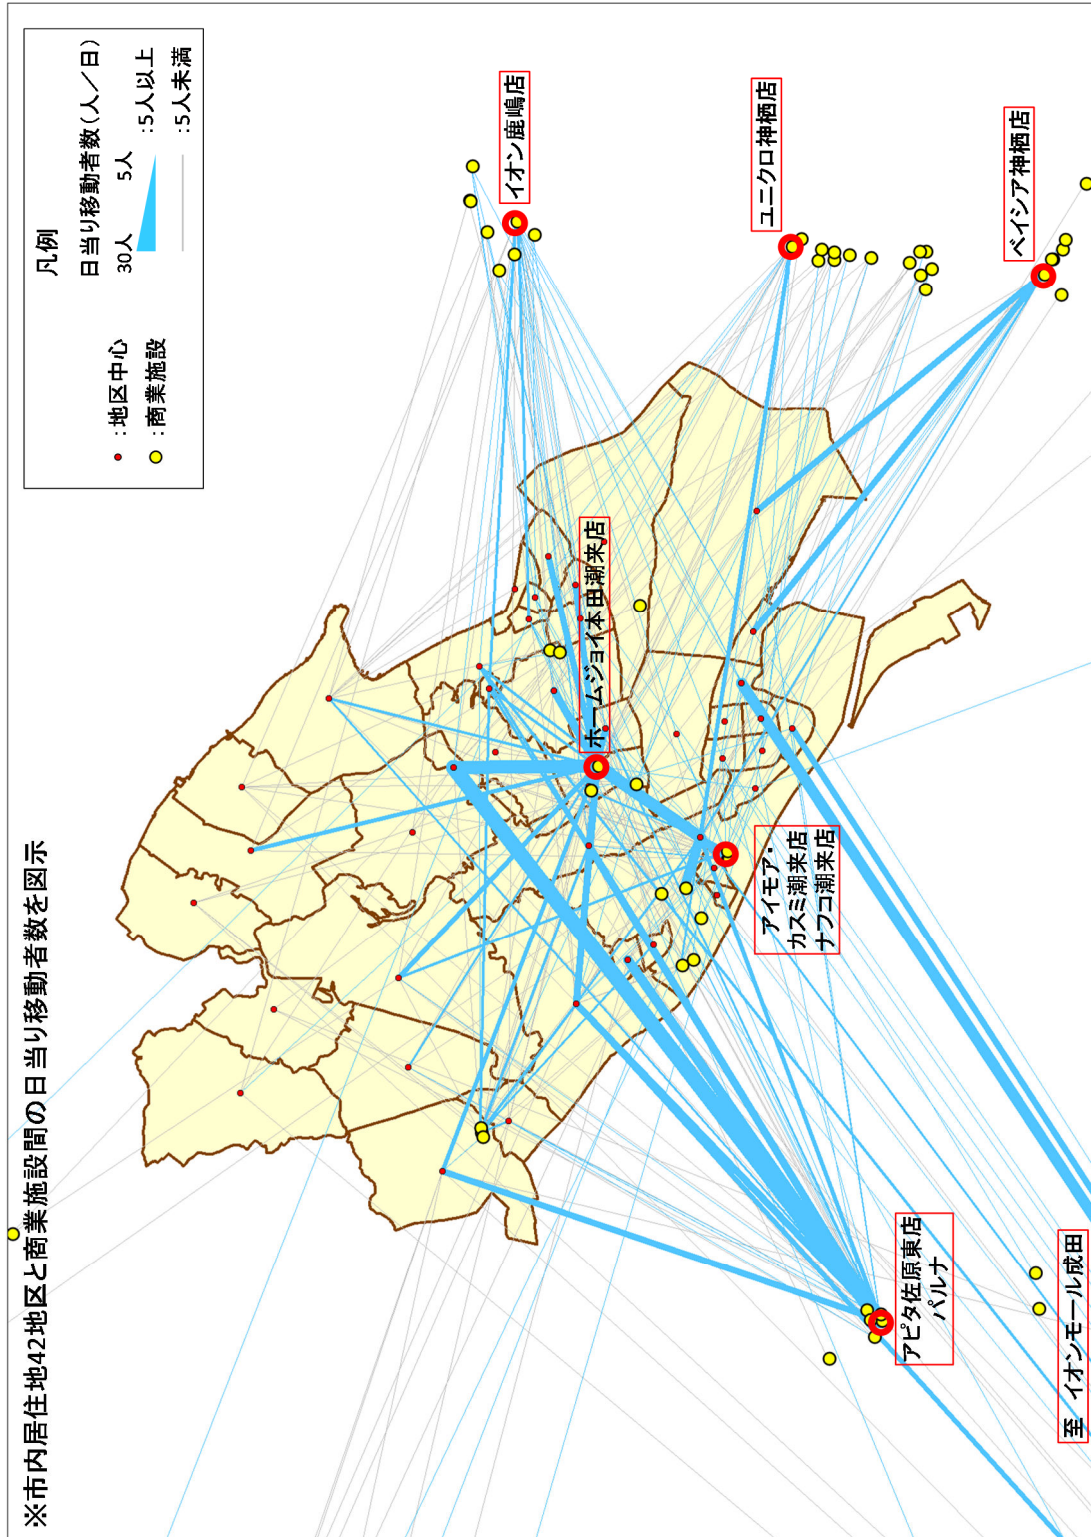 ※市内居住地42地区と商業施設間の日当り移動者数を図示
凡例
日当り移動者数(人/日)
:地区中心
30人 5人
:5人以上
:商業施設
:5人未満
イオン鹿嶋店
ユニクロ神栖店
ベイシア神栖店
ホームジョイ本田潮来店
アイモア・
カスミ潮来店
ナフコ潮来店
アピタ佐原東店
パルナ
至 イオンモール成田